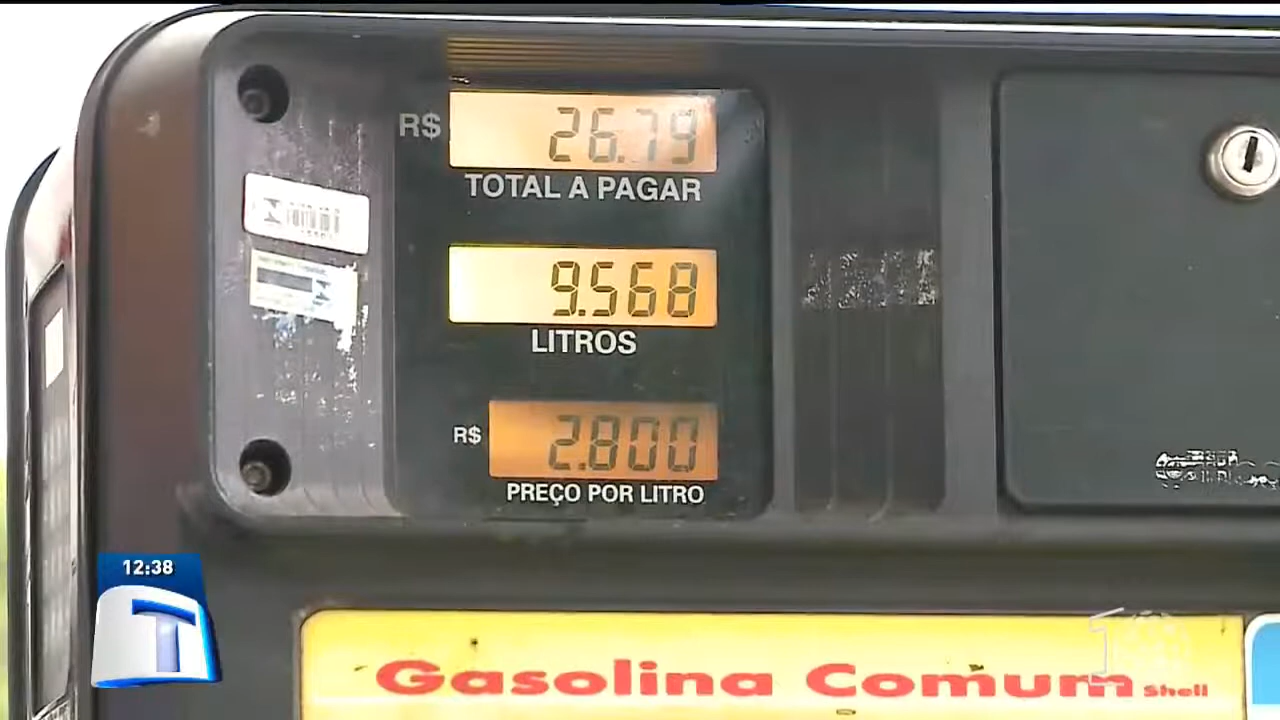 R$ 26.79
TOTAL A PAGAR
9.568
LITROS
R$ 2.800
PREÇO POR LITRO
12:38
T
Gasolina Comum Shell